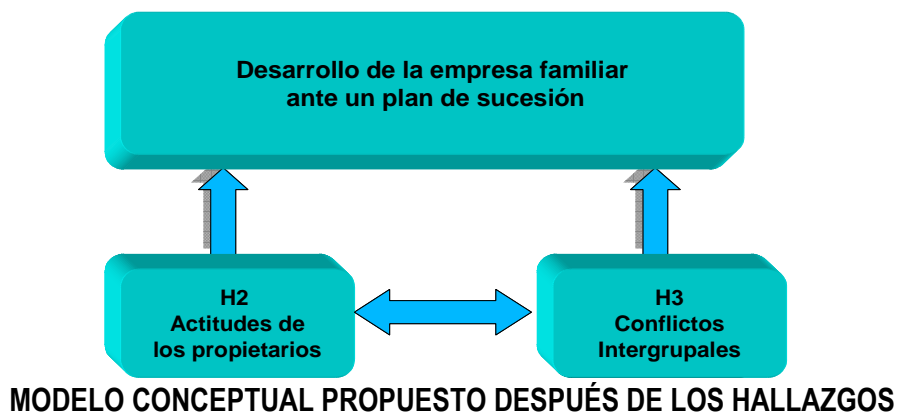 Desarrollo de la empresa familiar
ante un plan de sucesión
H2
Actitudes de
los propietarios
H3
Conflictos
Intergrupales
MODELO CONCEPTUAL PROPUESTO DESPUÉS DE LOS HALLAZGOS